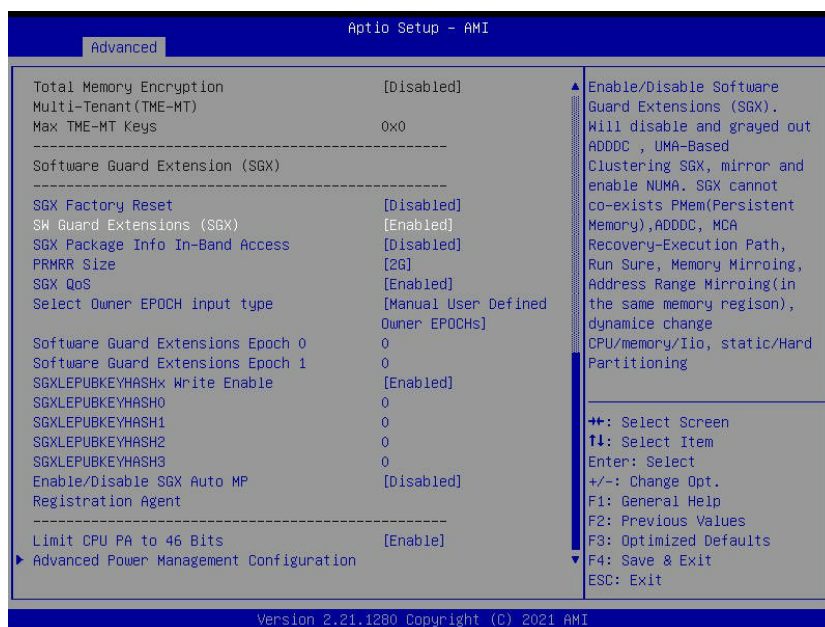 Aptio Setup – AMI
Advanced
Total Memory Encryption [Disabled]
Multi-Tenant(TME-MT)
Max TME-MT Keys 0x0
Software Guard Extension (SGX)
SGX Factory Reset [Disabled]
SW Guard Extensions (SGX) [Enabled]
SGX Package Info In-Band Access [Disabled]
PRMRR Size [2G]
SGX QoS [Enabled]
Select Owner EPOCH input type [Manual User Defined
Owner EPOCHs]
Software Guard Extensions Epoch 0 0
Software Guard Extensions Epoch 1 0
SGXLEPUBKEYHASHx Write Enable [Enabled]
SGXLEPUBKEYHASH0 0
SGXLEPUBKEYHASH1 0
SGXLEPUBKEYHASH2 0
SGXLEPUBKEYHASH3 0
Enable/Disable SGX Auto MP [Disabled]
Registration Agent
Limit CPU PA to 46 Bits [Enable]
Advanced Power Management Configuration
Enable/Disable Software
Guard Extensions (SGX).
Will disable and grayed out
ADDDC , UMA-Based
Clustering SGX, mirror and
enable NUMA. SGX cannot
co-exists PMem(Persistent
Memory),ADDDC, MCA
Recovery-Execution Path,
Run Sure, Memory Mirroing,
Address Range Mirroing(in
the same memory regison),
dynamice change
CPU/memory/Iio, static/Hard
Partitioning
→←: Select Screen
↑↓: Select Item
Enter: Select
+/-: Change Opt.
F1: General Help
F2: Previous Values
F3: Optimized Defaults
F4: Save & Exit
ESC: Exit
Version 2.21.1280 Copyright (C) 2021 AMI